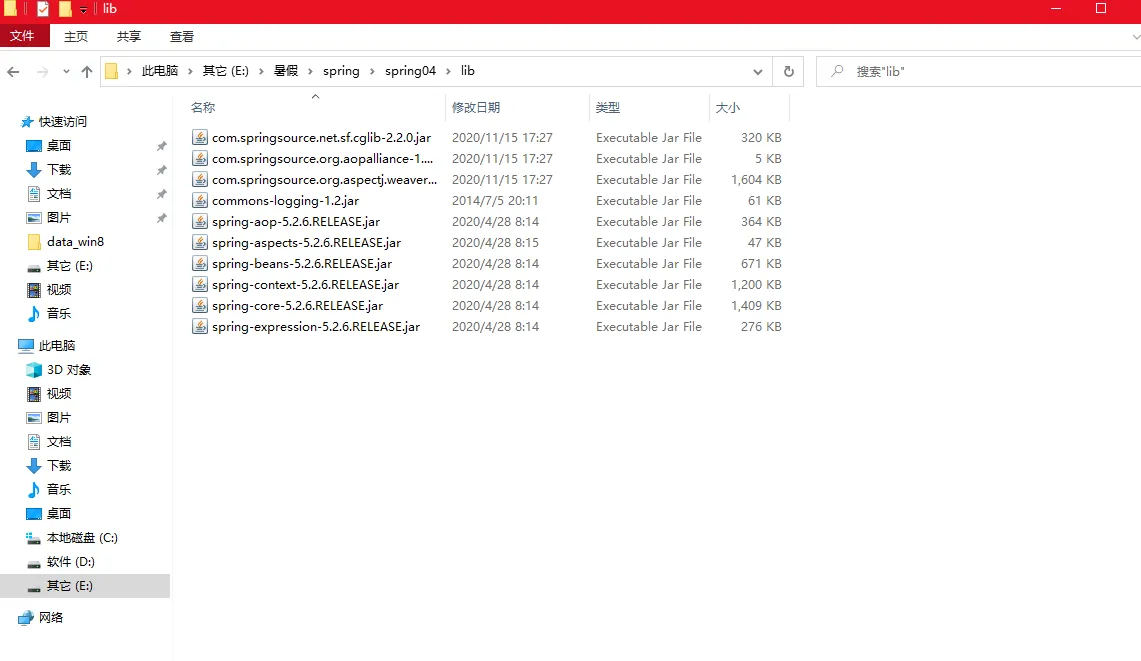 lib
文件 主页 共享 查看
此电脑 其它 (E:) 暑假 spring spring04 lib 搜索"lib"
名称 修改日期 类型 大小
com.springsource.net.sf.cglib-2.2.0.jar 2020/11/15 17:27 Executable Jar File 320 KB
com.springsource.org.aopalliance-1.... 2020/11/15 17:27 Executable Jar File 5 KB
com.springsource.org.aspectj.weaver... 2020/11/15 17:27 Executable Jar File 1,604 KB
commons-logging-1.2.jar 2014/7/5 20:11 Executable Jar File 61 KB
spring-aop-5.2.6.RELEASE.jar 2020/4/28 8:14 Executable Jar File 364 KB
spring-aspects-5.2.6.RELEASE.jar 2020/4/28 8:15 Executable Jar File 47 KB
spring-beans-5.2.6.RELEASE.jar 2020/4/28 8:14 Executable Jar File 671 KB
spring-context-5.2.6.RELEASE.jar 2020/4/28 8:14 Executable Jar File 1,200 KB
spring-core-5.2.6.RELEASE.jar 2020/4/28 8:14 Executable Jar File 1,409 KB
spring-expression-5.2.6.RELEASE.jar 2020/4/28 8:14 Executable Jar File 276 KB
快速访问
桌面
下载
文档
图片
data_win8
其它 (E:)
视频
音乐
此电脑
3D 对象
视频
图片
文档
下载
音乐
桌面
本地磁盘 (C:)
软件 (D:)
其它 (E:)
网络